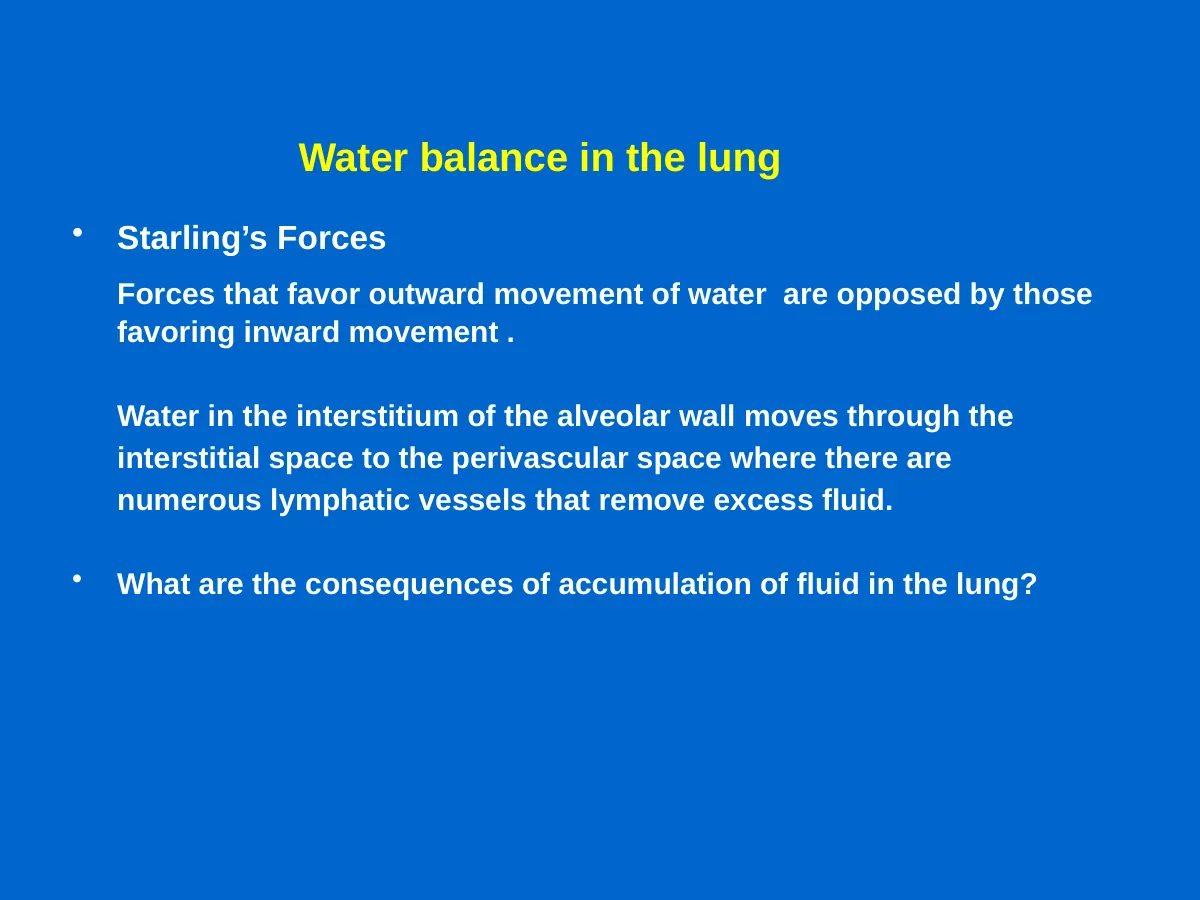 Water balance in the lung
• Starling’s Forces
Forces that favor outward movement of water  are opposed by those
favoring inward movement .
Water in the interstitium of the alveolar wall moves through the
interstitial space to the perivascular space where there are
numerous lymphatic vessels that remove excess fluid.
• What are the consequences of accumulation of fluid in the lung?